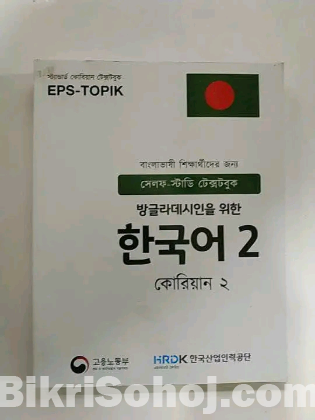 স্ট্যান্ডার্ড কোরিয়ান টেক্সটবুক
EPS-TOPIK
বাংলাভাষী শিক্ষার্থীদের জন্য
সেলফ-স্টাডি টেক্সটবুক
방글라데시인을 위한
한국어 2
কোরিয়ান ২
고용노동부
HRDK 한국산업인력공단
BikriSohoj.com